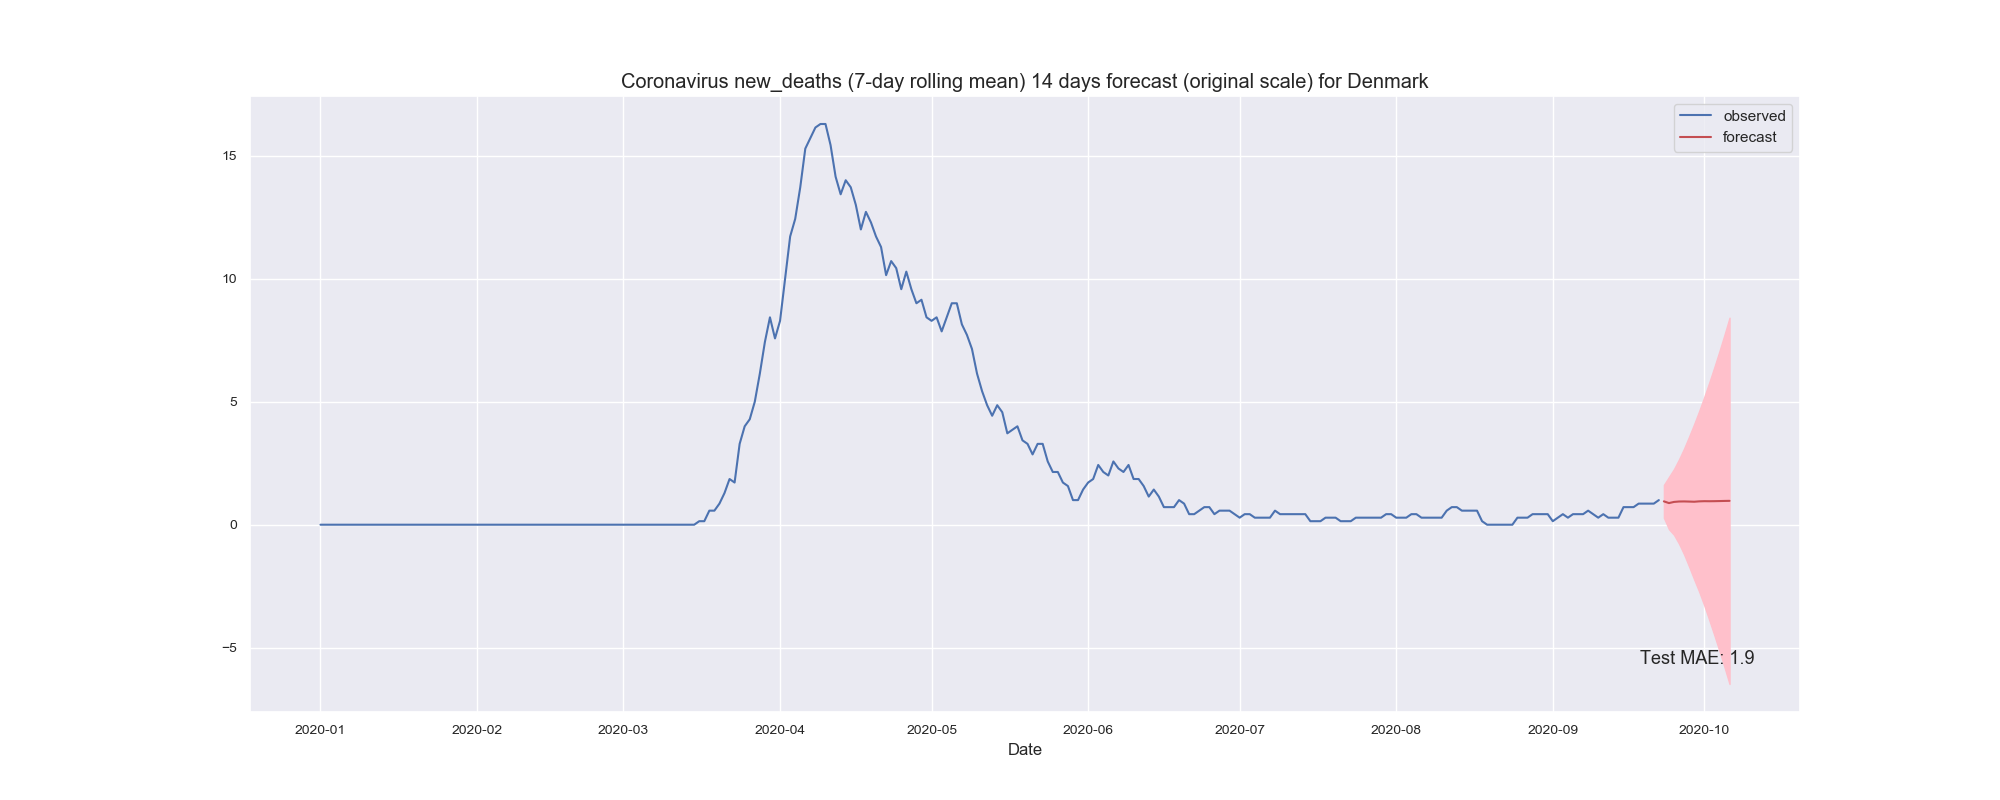 Coronavirus new_deaths (7-day rolling mean) 14 days forecast (original scale) for Denmark
observed
forecast
15
10
5
0
−5
Test MAE: 1.9
2020-01 2020-02 2020-03 2020-04 2020-05 2020-06 2020-07 2020-08 2020-09 2020-10
Date